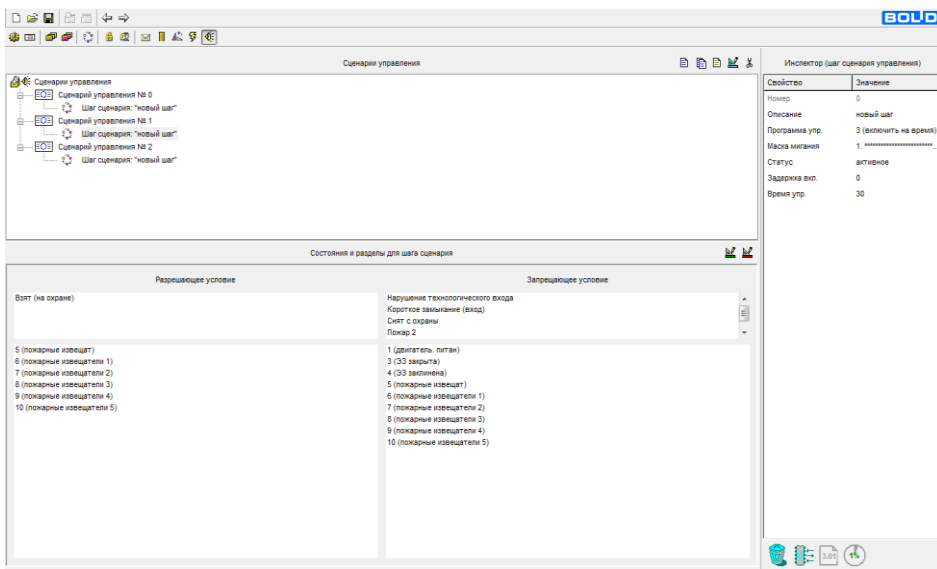 BOLID
Сценарии управления
Инспектор (шаг сценария управления)
Сценарии управления
Сценарий управления № 0
Шаг сценария: "новый шаг"
Сценарий управления № 1
Шаг сценария: "новый шаг"
Сценарий управления № 2
Шаг сценария: "новый шаг"
Свойство Значение
Номер 0
Описание новый шаг
Программа упр. 3 (включить на время)
Маска мигания 1. ************************...
Статус активное
Задержка вкл. 0
Время упр. 30
Состояния и разделы для шага сценария
Разрешающее условие
Запрещающее условие
Взят (на охране)
Нарушение технологического входа
Короткое замыкание (вход)
Снят с охраны
Пожар 2
5 (пожарные извещат)
6 (пожарные извещатели 1)
7 (пожарные извещатели 2)
8 (пожарные извещатели 3)
9 (пожарные извещатели 4)
10 (пожарные извещатели 5)
1 (двигатель. питан)
3 (ЭЗ закрыта)
4 (ЭЗ заклинена)
5 (пожарные извещат)
6 (пожарные извещатели 1)
7 (пожарные извещатели 2)
8 (пожарные извещатели 3)
9 (пожарные извещатели 4)
10 (пожарные извещатели 5)
1%